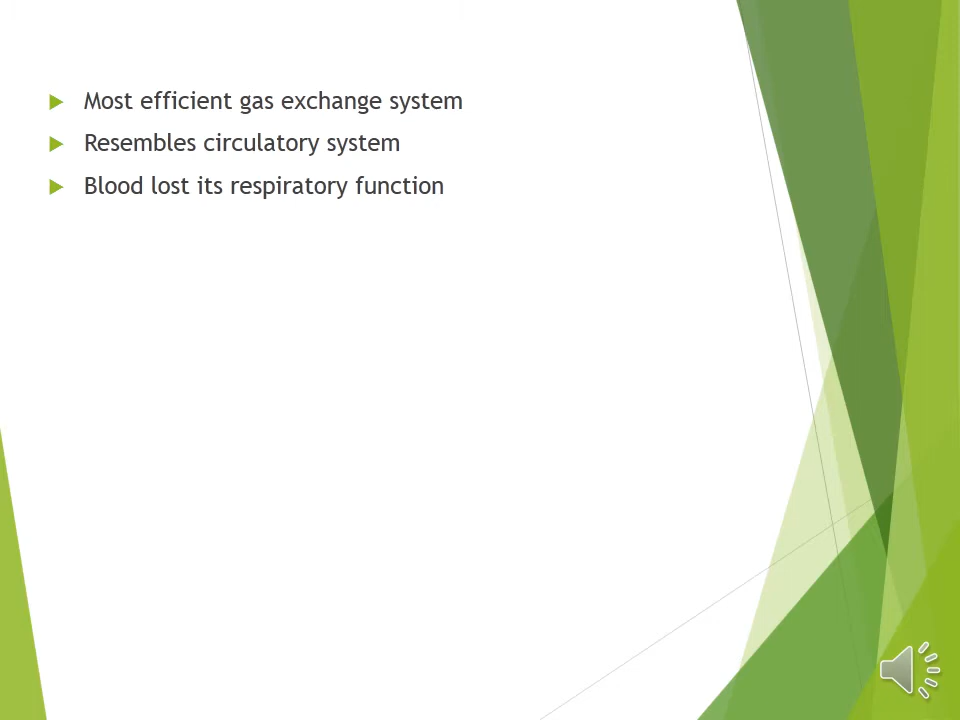 Most efficient gas exchange system
Resembles circulatory system
Blood lost its respiratory function